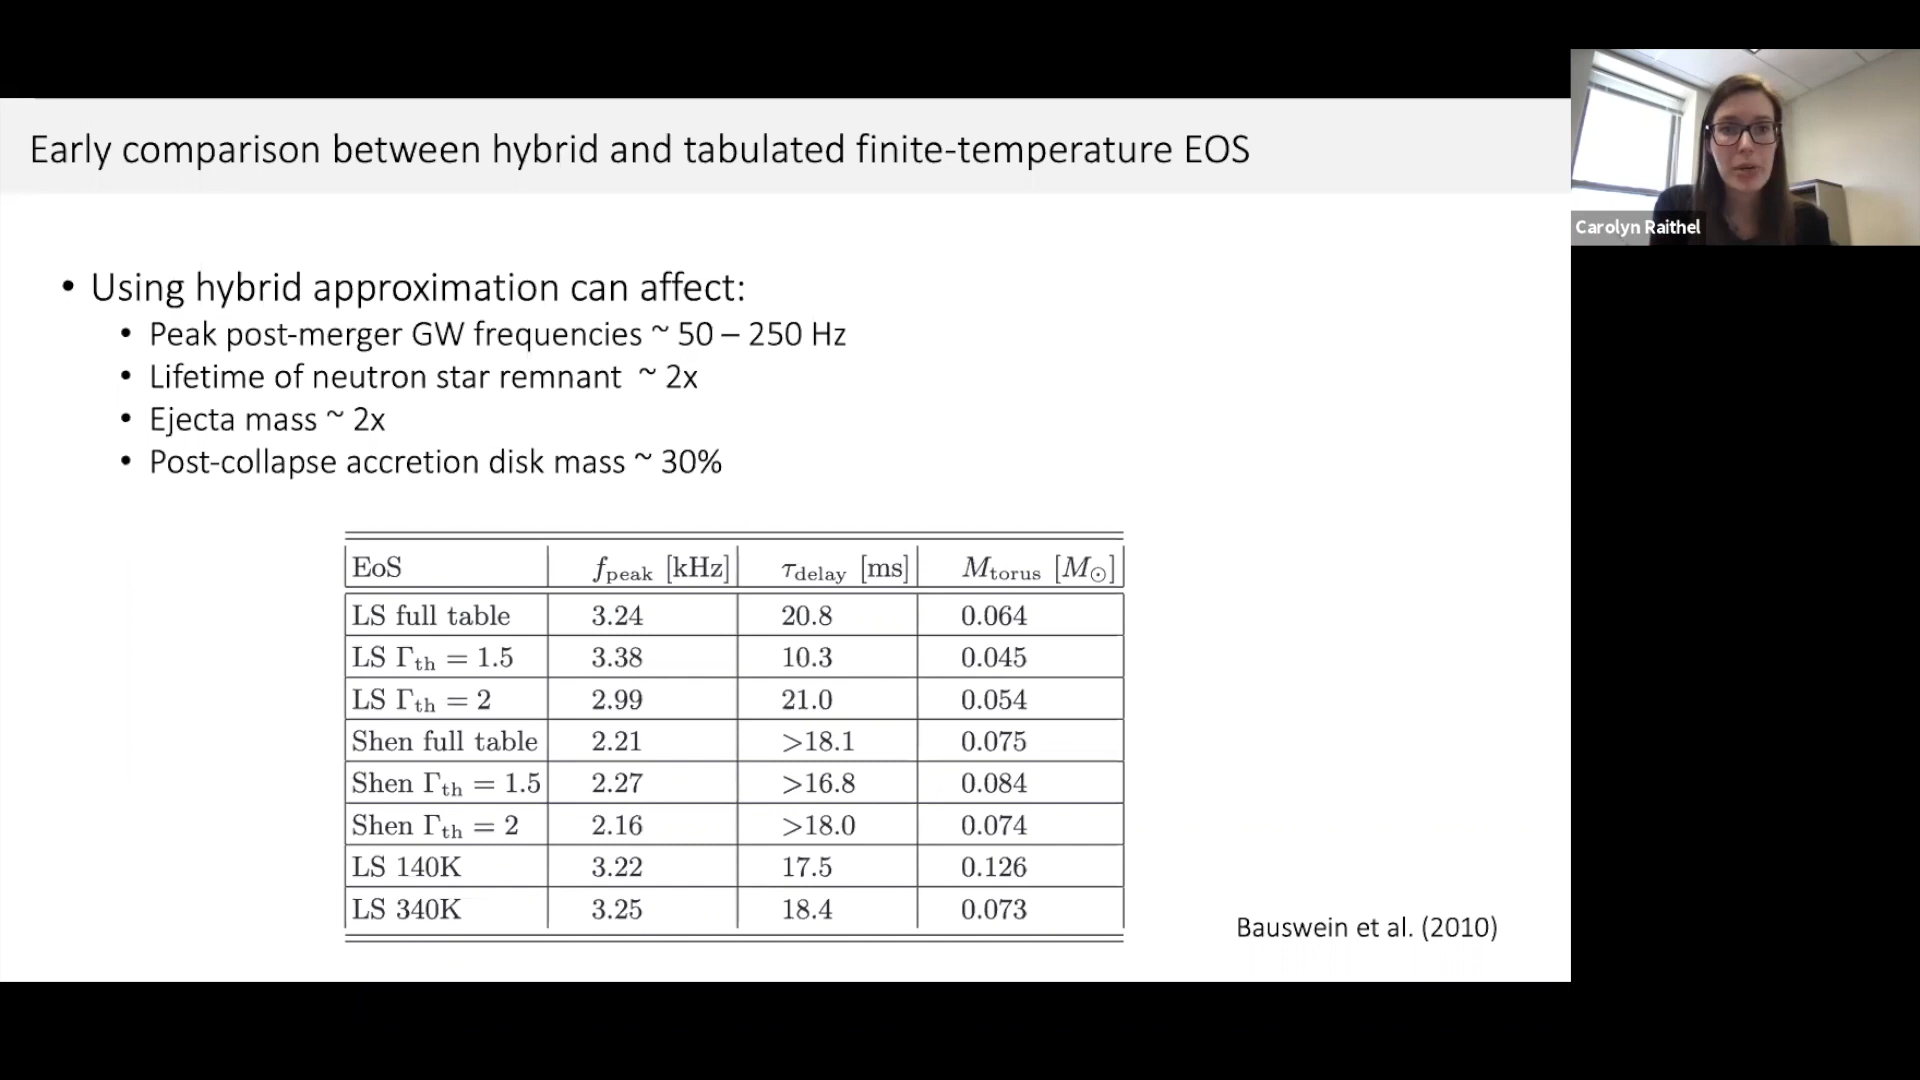 Early comparison between hybrid and tabulated finite-temperature EOS
Carolyn Raithel
• Using hybrid approximation can affect:
• Peak post-merger GW frequencies ~ 50 – 250 Hz
• Lifetime of neutron star remnant ~ 2x
• Ejecta mass ~ 2x
• Post-collapse accretion disk mass ~ 30%
EoS f_peak [kHz] τ_delay [ms] M_torus [M_⊙]
LS full table 3.24 20.8 0.064
LS Γ_th = 1.5 3.38 10.3 0.045
LS Γ_th = 2 2.99 21.0 0.054
Shen full table 2.21 >18.1 0.075
Shen Γ_th = 1.5 2.27 >16.8 0.084
Shen Γ_th = 2 2.16 >18.0 0.074
LS 140K 3.22 17.5 0.126
LS 340K 3.25 18.4 0.073
Bauswein et al. (2010)